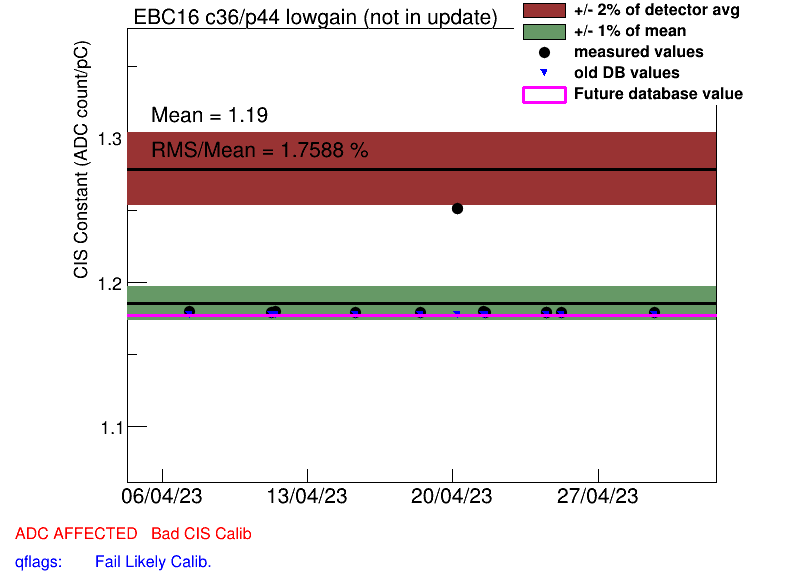 EBC16 c36/p44 lowgain (not in update)
+/- 2% of detector avg
+/- 1% of mean
measured values
old DB values
Future database value
CIS Constant (ADC count/pC)
Mean = 1.19
RMS/Mean = 1.7588 %
1.3
1.2
1.1
06/04/23 13/04/23 20/04/23 27/04/23
ADC AFFECTED Bad CIS Calib
qflags: Fail Likely Calib.